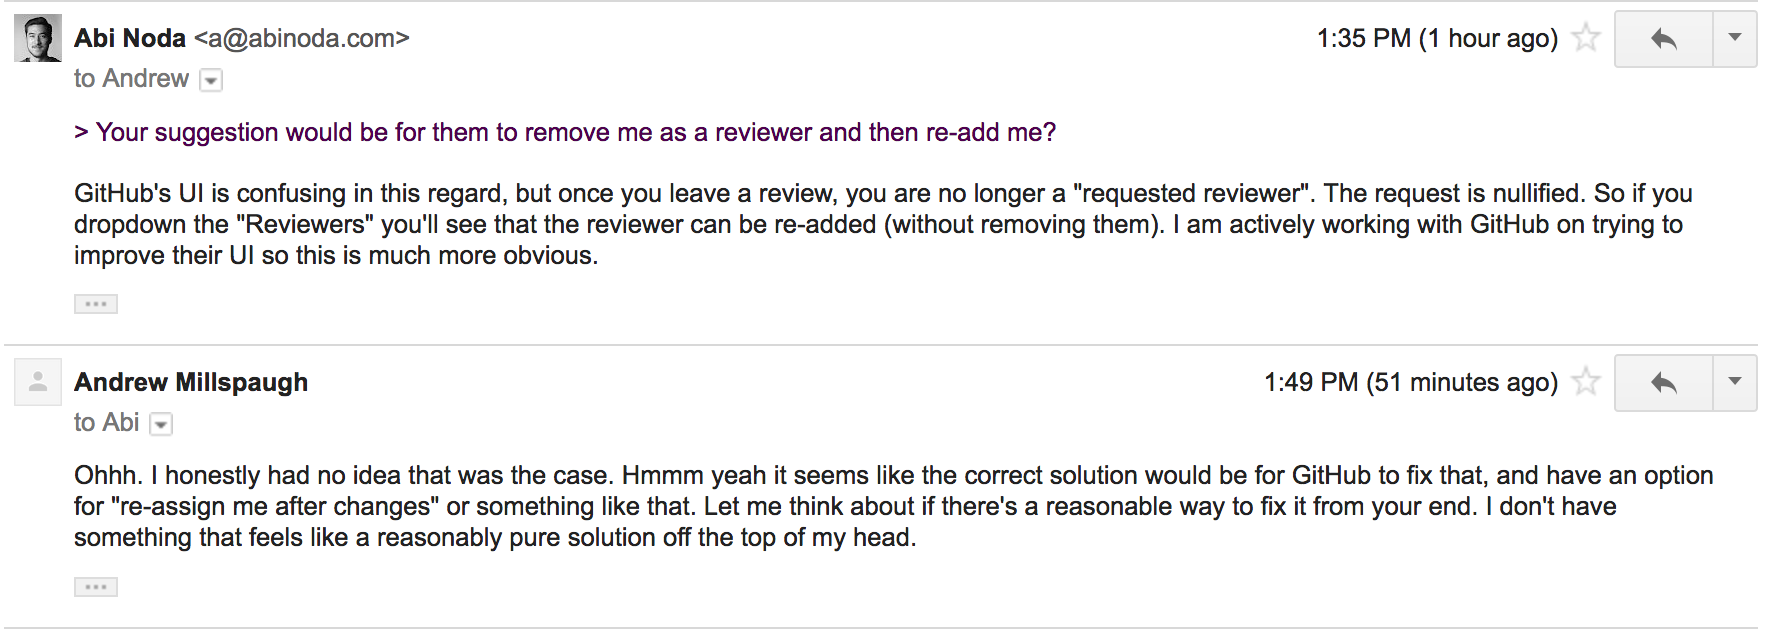 Abi Noda <a@abinoda.com>
1:35 PM (1 hour ago)
to Andrew
> Your suggestion would be for them to remove me as a reviewer and then re-add me?
GitHub's UI is confusing in this regard, but once you leave a review, you are no longer a "requested reviewer". The request is nullified. So if you
dropdown the "Reviewers" you'll see that the reviewer can be re-added (without removing them). I am actively working with GitHub on trying to
improve their UI so this is much more obvious.
Andrew Millspaugh
1:49 PM (51 minutes ago)
to Abi
Ohhh. I honestly had no idea that was the case. Hmmm yeah it seems like the correct solution would be for GitHub to fix that, and have an option
for "re-assign me after changes" or something like that. Let me think about if there's a reasonable way to fix it from your end. I don't have
something that feels like a reasonably pure solution off the top of my head.